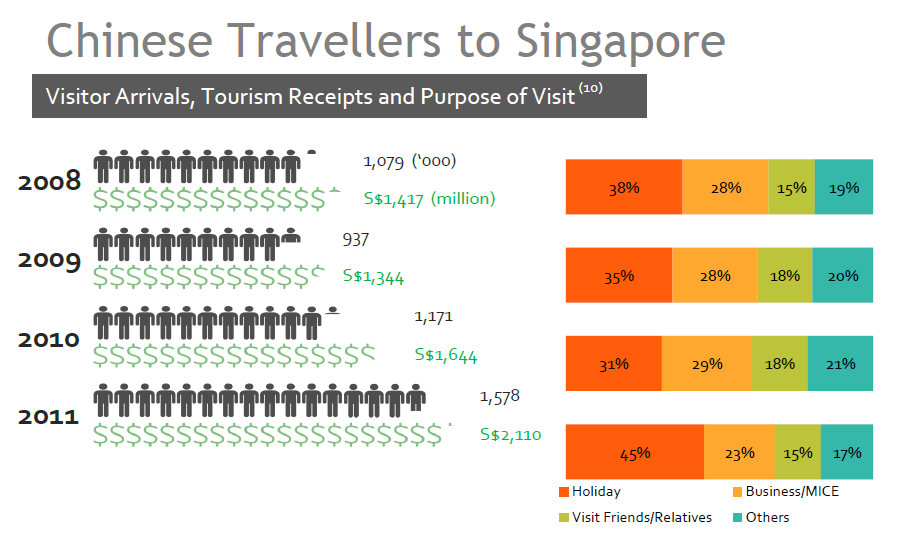 Chinese Travellers to Singapore
Visitor Arrivals, Tourism Receipts and Purpose of Visit (10)
2008
1,079 ('000)
S$1,417 (million)
38% 28% 15% 19%
2009
937
S$1,344
35% 28% 18% 20%
2010
1,171
S$1,644
31% 29% 18% 21%
2011
1,578
S$2,110
45% 23% 15% 17%
Holiday Business/MICE
Visit Friends/Relatives Others